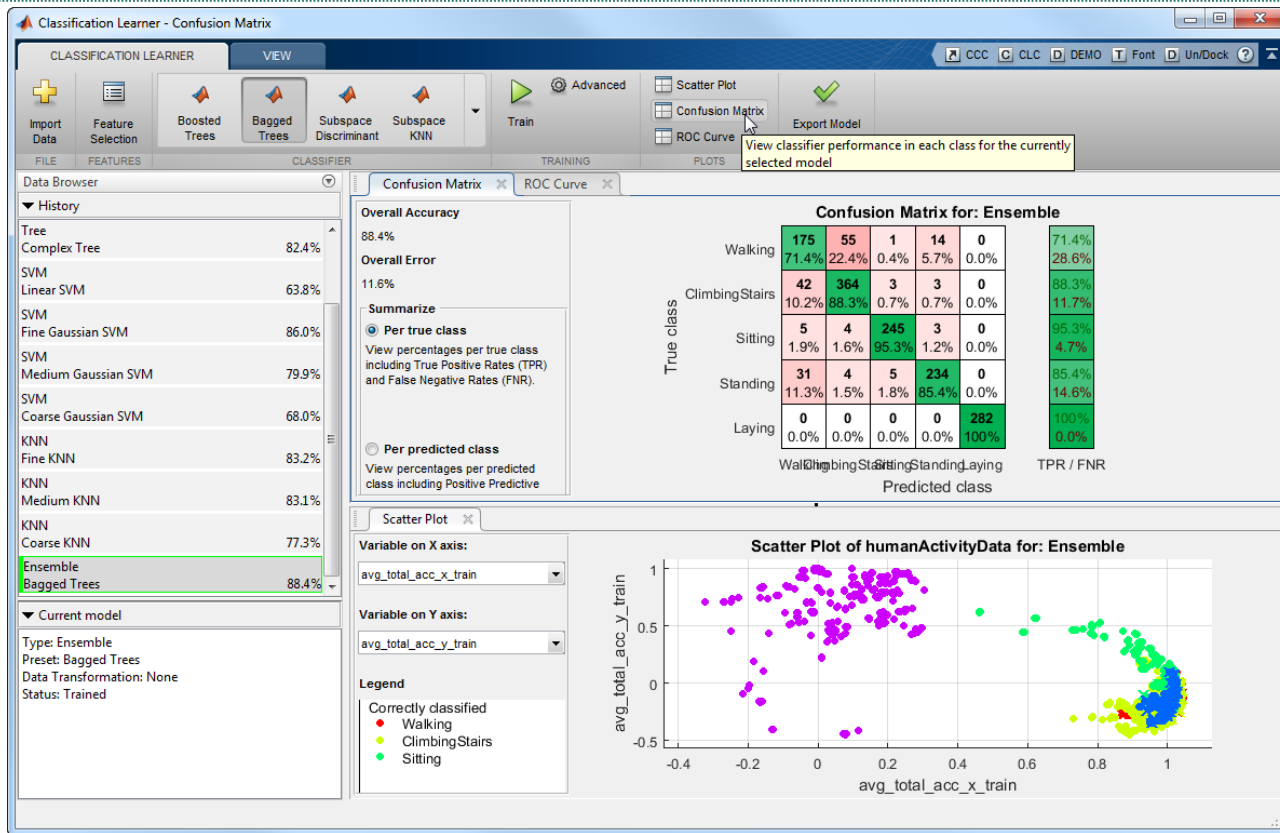 Classification Learner - Confusion Matrix
CLASSIFICATION LEARNER
VIEW
CCC
C CLC
D DEMO
T Font
D Un/Dock
?
Import
Data
Feature
Selection
Boosted
Trees
Bagged
Trees
Subspace
Discriminant
Subspace
KNN
Train
Advanced
Scatter Plot
Confusion Matrix
ROC Curve
Export Model
FILE
FEATURES
CLASSIFIER
TRAINING
PLOTS
View classifier performance in each class for the currently
selected model
Data Browser
History
Tree
Complex Tree 82.4%
SVM
Linear SVM 63.8%
SVM
Fine Gaussian SVM 86.0%
SVM
Medium Gaussian SVM 79.9%
SVM
Coarse Gaussian SVM 68.0%
KNN
Fine KNN 83.2%
KNN
Medium KNN 83.1%
KNN
Coarse KNN 77.3%
Ensemble
Bagged Trees 88.4%
Current model
Type: Ensemble
Preset: Bagged Trees
Data Transformation: None
Status: Trained
Confusion Matrix
ROC Curve
Overall Accuracy
88.4%
Overall Error
11.6%
Summarize
Per true class
View percentages per true class
including True Positive Rates (TPR)
and False Negative Rates (FNR).
Per predicted class
View percentages per predicted
class including Positive Predictive
Confusion Matrix for: Ensemble
True class
Walking
175 55 1 14 0 71.4%
71.4% 22.4% 0.4% 5.7% 0.0% 28.6%
ClimbingStairs
42 364 3 3 0 88.3%
10.2% 88.3% 0.7% 0.7% 0.0% 11.7%
Sitting
5 4 245 3 0 95.3%
1.9% 1.6% 95.3% 1.2% 0.0% 4.7%
Standing
31 4 5 234 0 85.4%
11.3% 1.5% 1.8% 85.4% 0.0% 14.6%
Laying
0 0 0 0 282 100%
0.0% 0.0% 0.0% 0.0% 100% 0.0%
Walking ClimbingStairs Sitting Standing Laying TPR / FNR
Predicted class
Scatter Plot
Variable on X axis:
avg_total_acc_x_train
Variable on Y axis:
avg_total_acc_y_train
Legend
Correctly classified
Walking
ClimbingStairs
Sitting
Scatter Plot of humanActivityData for: Ensemble
avg_total_acc_y_train
1
0.5
0
-0.5
-0.4 -0.2 0 0.2 0.4 0.6 0.8 1
avg_total_acc_x_train